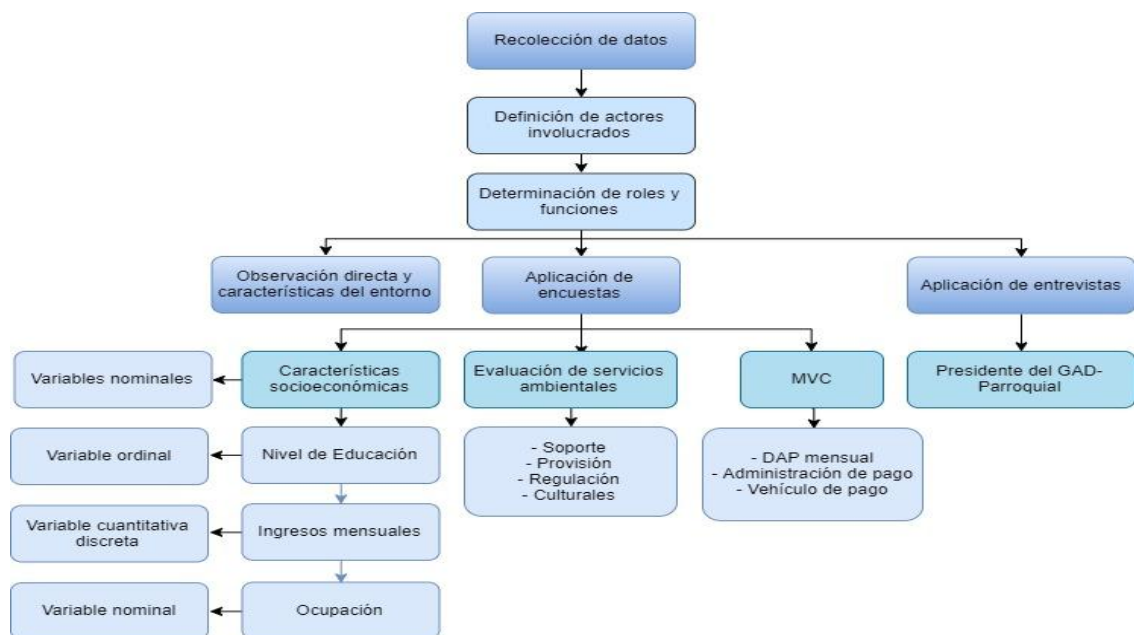 Recolección de datos
Definición de actores
involucrados
Determinación de roles y
funciones
Observación directa y
características del entorno
Aplicación de
encuestas
Aplicación de entrevistas
Variables nominales
Características
socioeconómicas
Evaluación de servicios
ambientales
MVC
Presidente del GAD-
Parroquial
Variable ordinal
Nivel de Educación
- Soporte
- Provisión
- Regulación
- Culturales
- DAP mensual
- Administración de pago
- Vehículo de pago
Variable cuantitativa
discreta
Ingresos mensuales
Variable nominal
Ocupación